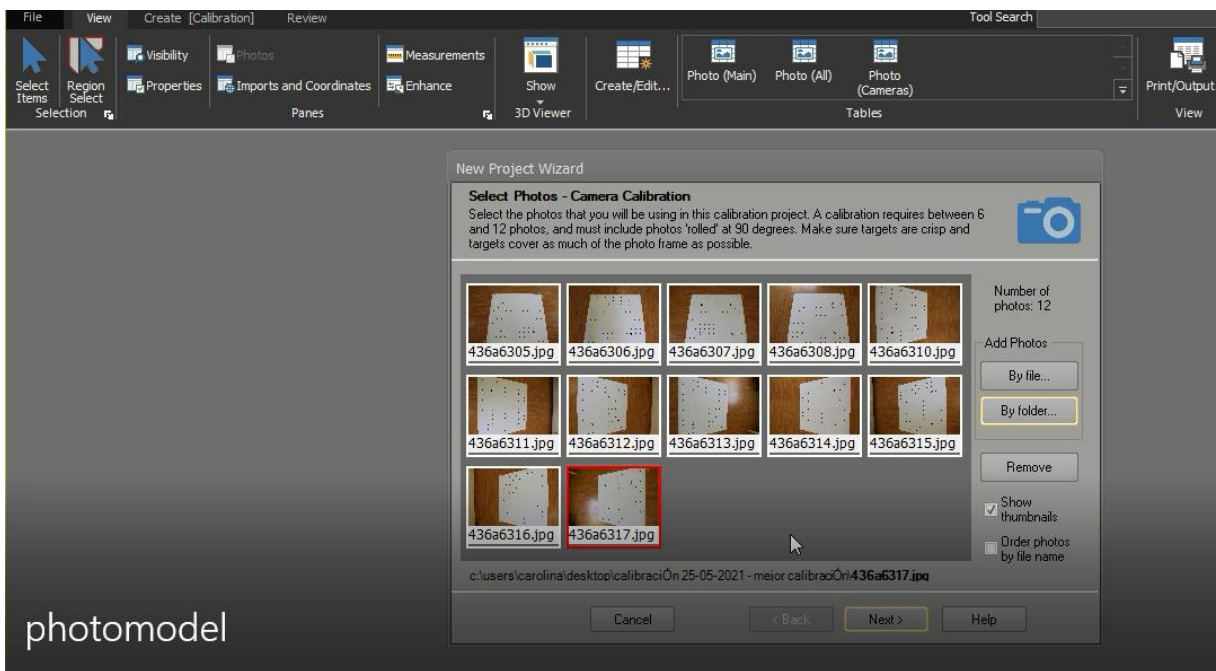 File View Create [Calibration] Review Tool Search
Select Items
Region Select
Selection
Visibility
Properties
Photos
Imports and Coordinates
Measurements
Enhance
Panes
Show
3D Viewer
Create/Edit...
Photo (Main)
Photo (All)
Photo (Cameras)
Tables
Print/Output
View
New Project Wizard
Select Photos - Camera Calibration
Select the photos that you will be using in this calibration project. A calibration requires between 6
and 12 photos, and must include photos 'rolled' at 90 degrees. Make sure targets are crisp and
targets cover as much of the photo frame as possible.
436a6305.jpg 436a6306.jpg 436a6307.jpg 436a6308.jpg 436a6310.jpg
436a6311.jpg 436a6312.jpg 436a6313.jpg 436a6314.jpg 436a6315.jpg
436a6316.jpg 436a6317.jpg
Number of
photos: 12
Add Photos
By file...
By folder...
Remove
Show
thumbnails
Order photos
by file name
c:\users\carolina\desktop\calibraciÓn 25-05-2021 - mejor calibraciÓn\436a6317.jpg
Cancel < Back Next > Help
photomodel